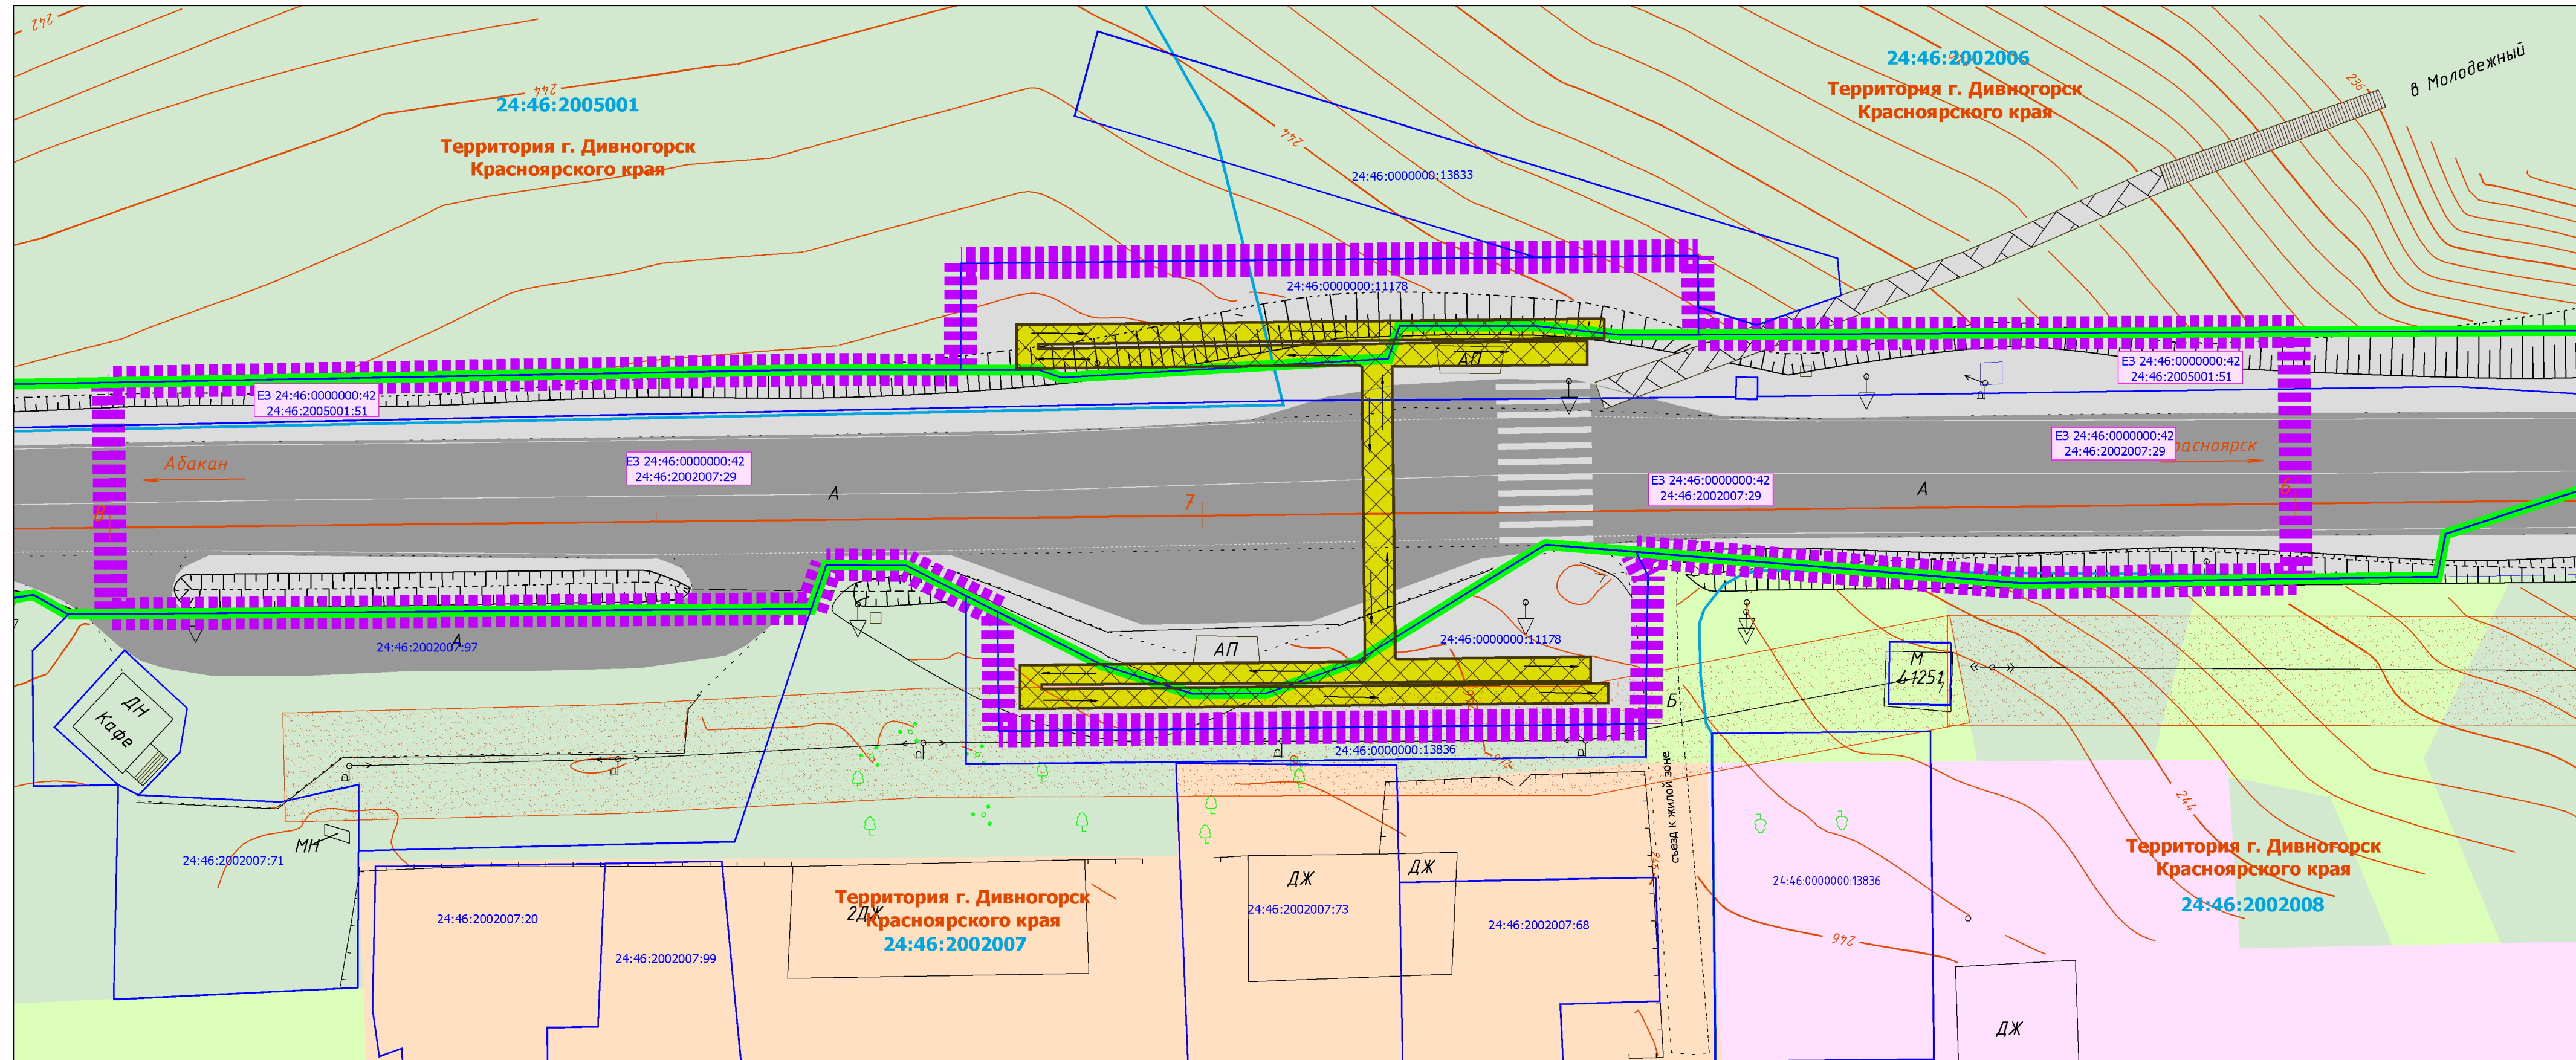 242
244
24:46:2005001
Территория г. Дивногорск
Красноярского края
24:46:2002006
Территория г. Дивногорск
Красноярского края
236
в Молодежный
244
24:46:0000000:13833
24:46:0000000:11178
АП
ЕЗ 24:46:0000000:42
24:46:2005001:51
ЕЗ 24:46:0000000:42
24:46:2005001:51
Абакан
ЕЗ 24:46:0000000:42
24:46:2002007:29
А
7
ЕЗ 24:46:0000000:42
24:46:2002007:29
А
ЕЗ 24:46:0000000:42
24:46:2002007:29
расноярск
8
6
А
24:46:2002007:97
АП
24:46:0000000:11178
Б
М
41251
ДН
Кафе
24:46:0000000:13836
съезд к жилой зоне
МН
24:46:2002007:71
24:46:2002007:20
24:46:2002007:99
2ДЖ
Территория г. Дивногорск
Красноярского края
24:46:2002007
ДЖ
24:46:2002007:73
ДЖ
24:46:2002007:68
24:46:0000000:13836
246
244
Территория г. Дивногорск
Красноярского края
24:46:2002008
ДЖ